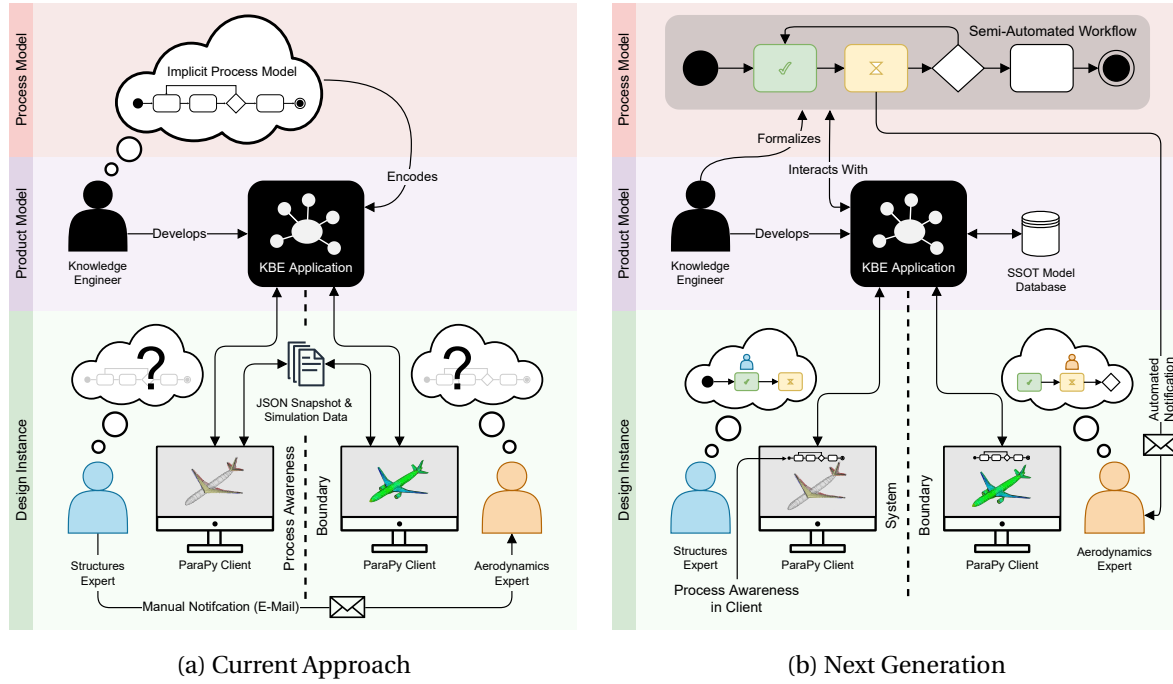 Process Model
Implicit Process Model
Encodes
Product Model
Develops
Knowledge
Engineer
KBE Application
Design Instance
?
?
JSON Snapshot &
Simulation Data
Process Awareness
Boundary
Structures
Expert
ParaPy Client
ParaPy Client
Aerodynamics
Expert
Manual Notifcation (E-Mail)
(a) Current Approach
Process Model
Semi-Automated Workflow
Formalizes
Interacts With
Product Model
Develops
Knowledge
Engineer
KBE Application
SSOT Model
Database
Design Instance
Automated
Notification
System
Boundary
Structures
Expert
ParaPy Client
ParaPy Client
Aerodynamics
Expert
Process Awareness
in Client
(b) Next Generation